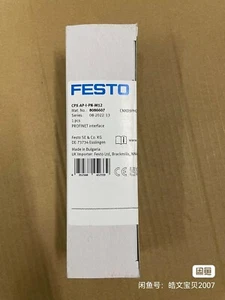 FESTO
CPX-AP-I-PN-M12
Mat. No.: 8086607
Series: 08-2022 13
1 pcs
PROFINET interface
Festo SE & Co. KG
DE-73734 Esslingen
Made in Bulgaria
UK Importer: Festo Ltd, Brackmills,
闲鱼
闲鱼号:皓文宝贝2007